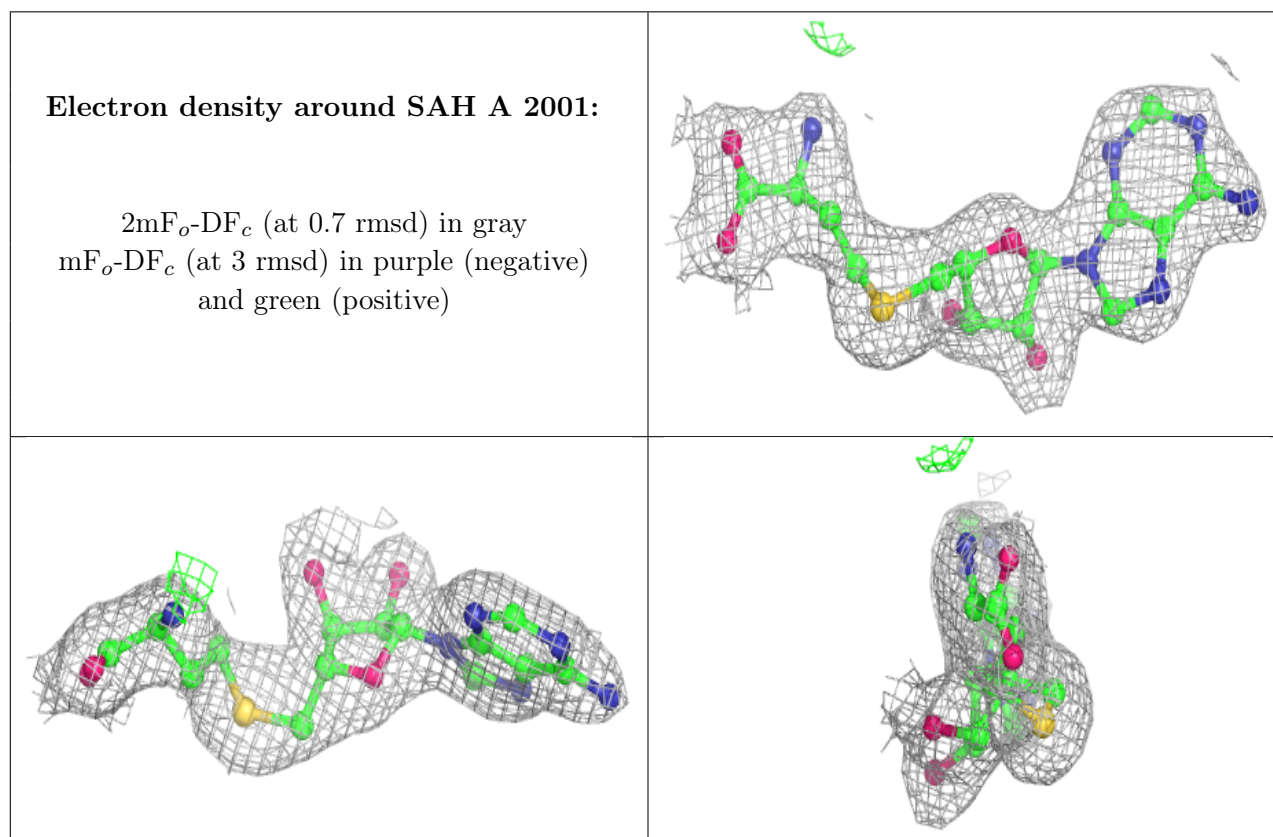 Electron density around SAH A 2001:
2mFo-DFc (at 0.7 rmsd) in gray
mFo-DFc (at 3 rmsd) in purple (negative)
and green (positive)